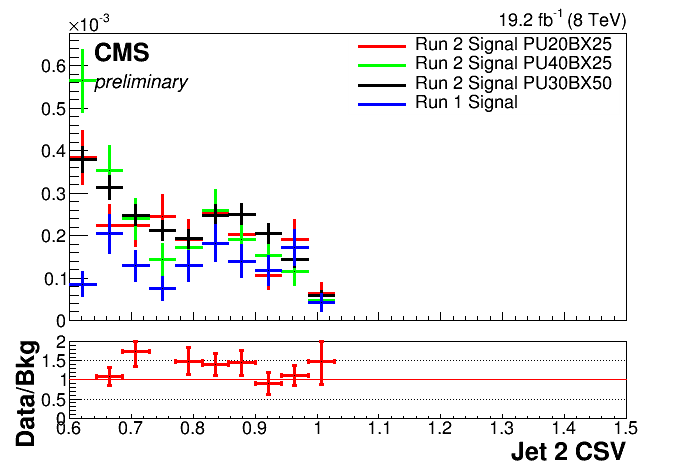 ×10⁻³
19.2 fb⁻¹ (8 TeV)
CMS
preliminary
Run 2 Signal PU20BX25
Run 2 Signal PU40BX25
Run 2 Signal PU30BX50
Run 1 Signal
0.6
0.5
0.4
0.3
0.2
0.1
0
Data/Bkg
2
1.5
1
0.5
0
0.6 0.7 0.8 0.9 1 1.1 1.2 1.3 1.4 1.5
Jet 2 CSV